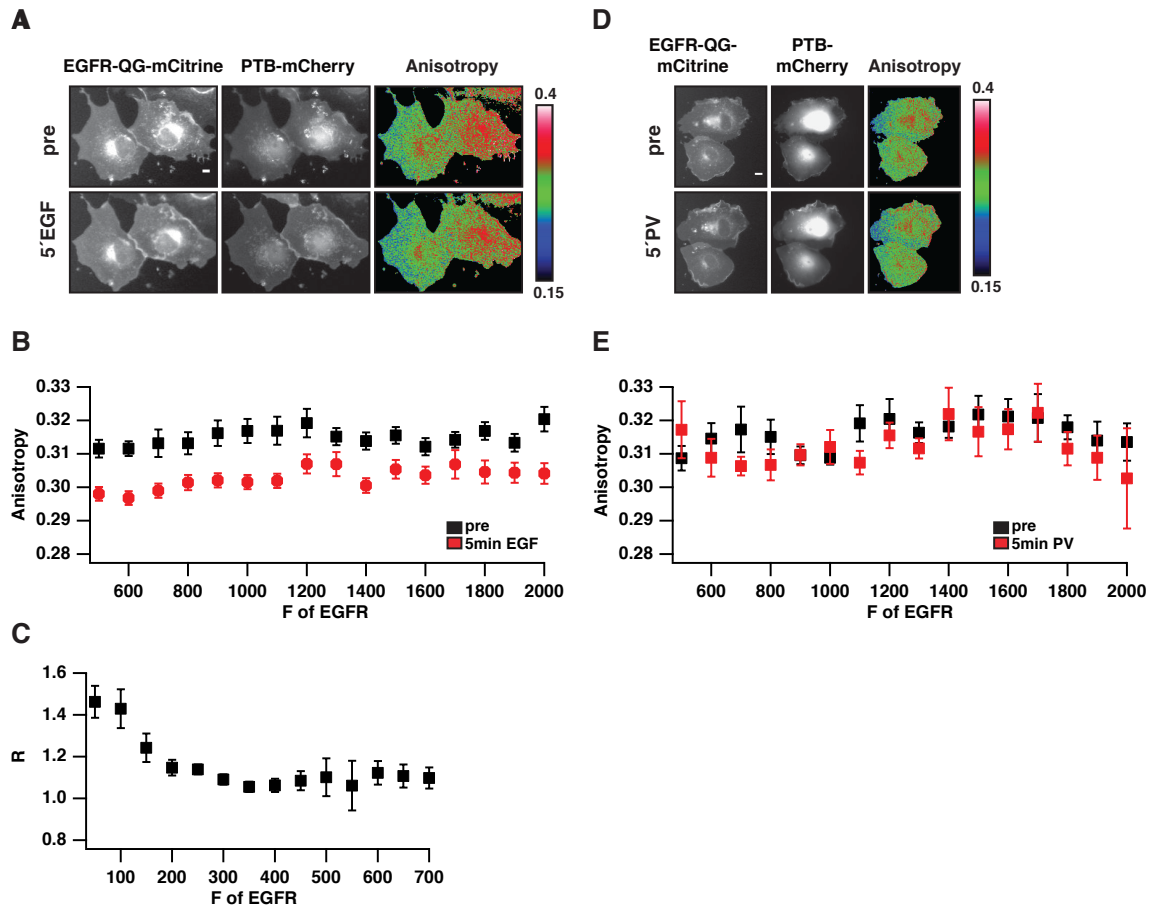 A
EGFR-QG-mCitrine PTB-mCherry Anisotropy
pre
5´EGF
0.4
0.15
D
EGFR-QG-
mCitrine
PTB-
mCherry
Anisotropy
pre
5´PV
0.4
0.15
B
Anisotropy
0.33
0.32
0.31
0.30
0.29
0.28
pre
5min EGF
600 800 1000 1200 1400 1600 1800 2000
F of EGFR
E
Anisotropy
0.33
0.32
0.31
0.30
0.29
0.28
pre
5min PV
600 800 1000 1200 1400 1600 1800 2000
F of EGFR
C
R
1.6
1.4
1.2
1.0
0.8
100 200 300 400 500 600 700
F of EGFR